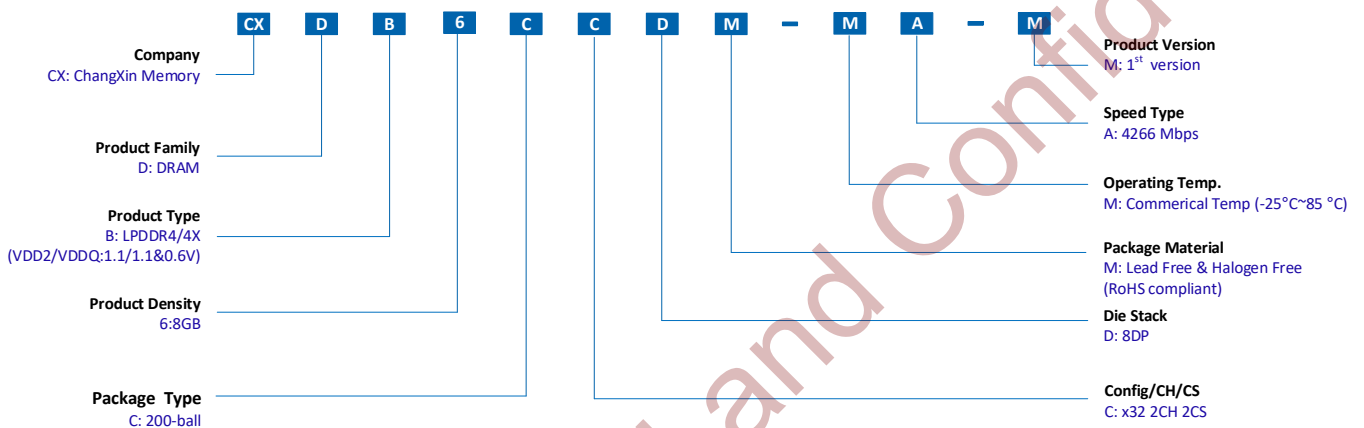 CX D B 6 C C D M - M A - M
Company
CX: ChangXin Memory
Product Family
D: DRAM
Product Type
B: LPDDR4/4X
(VDD2/VDDQ:1.1/1.1&0.6V)
Product Density
6:8GB
Package Type
C: 200-ball
Product Version
M: 1st version
Speed Type
A: 4266 Mbps
Operating Temp.
M: Commerical Temp (-25°C~85 °C)
Package Material
M: Lead Free & Halogen Free
(RoHS compliant)
Die Stack
D: 8DP
Config/CH/CS
C: x32 2CH 2CS
and Confid